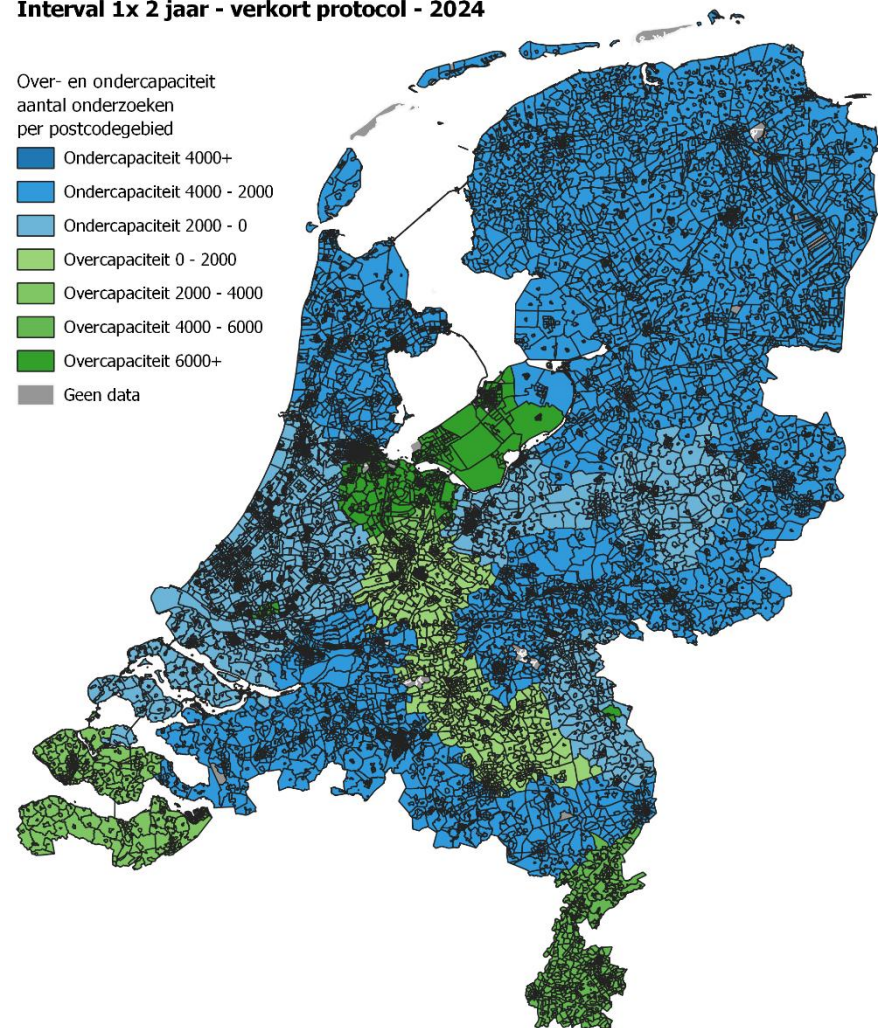 Interval 1x 2 jaar - verkort protocol - 2024
Over- en ondercapaciteit
aantal onderzoeken
per postcodegebied
Ondercapaciteit 4000+
Ondercapaciteit 4000 - 2000
Ondercapaciteit 2000 - 0
Overcapaciteit 0 - 2000
Overcapaciteit 2000 - 4000
Overcapaciteit 4000 - 6000
Overcapaciteit 6000+
Geen data